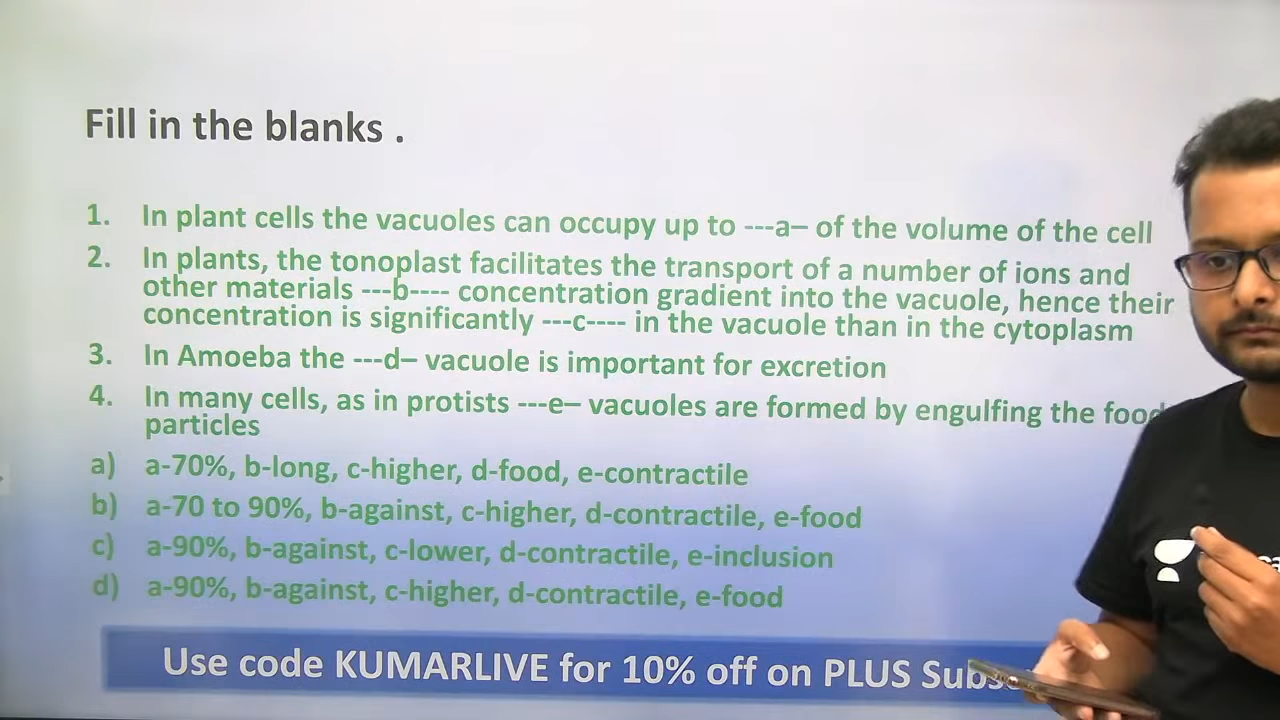 Fill in the blanks .
1. In plant cells the vacuoles can occupy up to ---a– of the volume of the cell
2. In plants, the tonoplast facilitates the transport of a number of ions and
other materials ---b---- concentration gradient into the vacuole, hence their
concentration is significantly ---c---- in the vacuole than in the cytoplasm
3. In Amoeba the ---d– vacuole is important for excretion
4. In many cells, as in protists ---e– vacuoles are formed by engulfing the food
particles
a) a-70%, b-long, c-higher, d-food, e-contractile
b) a-70 to 90%, b-against, c-higher, d-contractile, e-food
c) a-90%, b-against, c-lower, d-contractile, e-inclusion
d) a-90%, b-against, c-higher, d-contractile, e-food
Use code KUMARLIVE for 10% off on PLUS